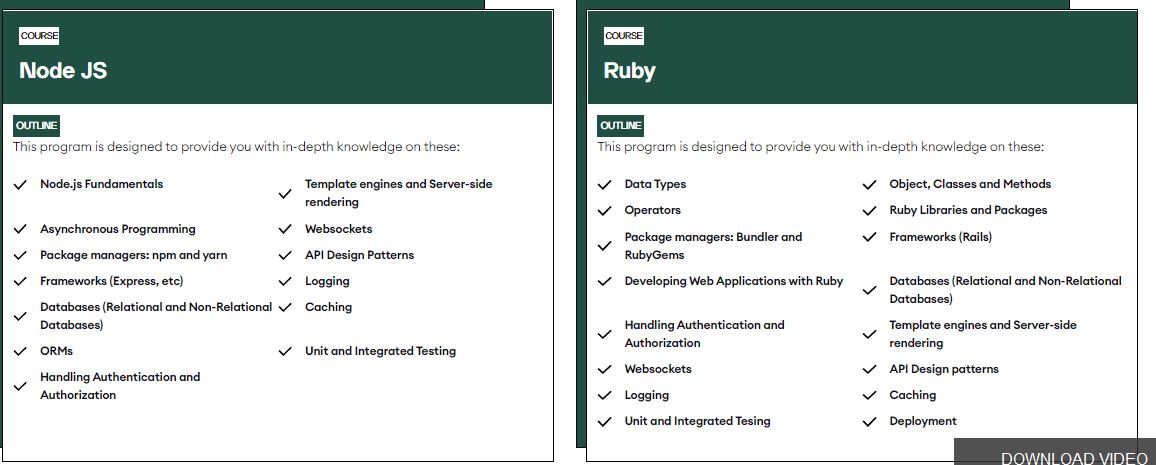 COURSE
Node JS
OUTLINE
This program is designed to provide you with in-depth knowledge on these:
Node.js Fundamentals
Template engines and Server-side
rendering
Asynchronous Programming
Websockets
Package managers: npm and yarn
API Design Patterns
Frameworks (Express, etc)
Logging
Databases (Relational and Non-Relational
Databases)
Caching
ORMs
Unit and Integrated Testing
Handling Authentication and
Authorization
COURSE
Ruby
OUTLINE
This program is designed to provide you with in-depth knowledge on these:
Data Types
Object, Classes and Methods
Operators
Ruby Libraries and Packages
Package managers: Bundler and
RubyGems
Frameworks (Rails)
Developing Web Applications with Ruby
Databases (Relational and Non-Relational
Databases)
Handling Authentication and
Authorization
Template engines and Server-side
rendering
Websockets
API Design patterns
Logging
Caching
Unit and Integrated Tesing
Deployment
DOWNLOAD VIDEO